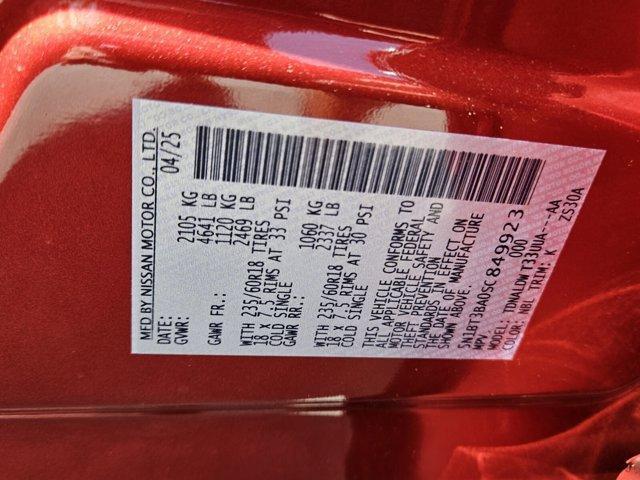 MFD BY NISSAN MOTOR CO., LTD.
DATE: 04/25
GVWR: 2105 KG
4641 LB
GAWR FR.: 1120 KG
2469 LB
WITH 235/60R18 TIRES
18 X 7.5 RIMS AT 33 PSI
COLD SINGLE
GAWR RR.: 1060 KG
2337 LB
WITH 235/60R18 TIRES
18 X 7.5 RIMS AT 30 PSI
COLD SINGLE
THIS VEHICLE CONFORMS TO
ALL APPLICABLE FEDERAL
MOTOR VEHICLE SAFETY AND
THEFT PREVENTION
STANDARDS IN EFFECT ON
THE DATE OF MANUFACTURE
SHOWN ABOVE.
5N1BT3BA0SC849923
MPV 000
MODEL: TDNALDW T33UUA---AA
COLOR: NBL TRIM: K ZS30A